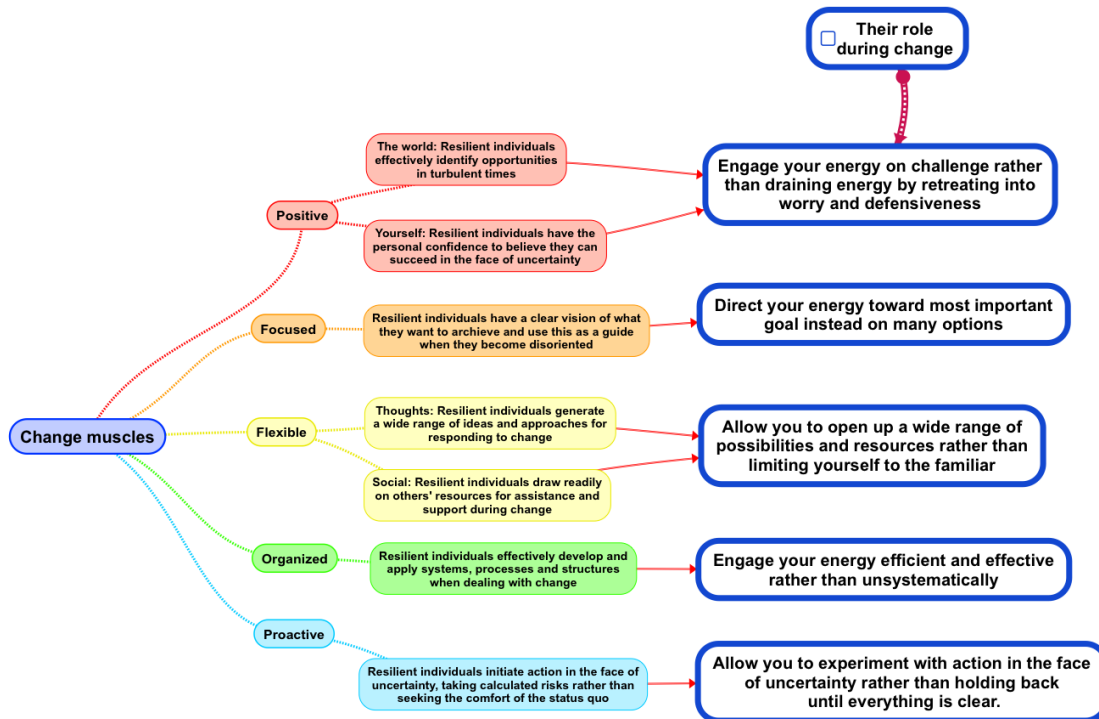 Their role
during change
The world: Resilient individuals
effectively identify opportunities
in turbulent times
Engage your energy on challenge rather
than draining energy by retreating into
worry and defensiveness
Positive
Yourself: Resilient individuals have the
personal confidence to believe they can
succeed in the face of uncertainty
Focused
Resilient individuals have a clear vision of what
they want to archieve and use this as a guide
when they become disoriented
Direct your energy toward most important
goal instead on many options
Change muscles
Flexible
Thoughts: Resilient individuals generate
a wide range of ideas and approaches for
responding to change
Social: Resilient individuals draw readily
on others' resources for assistance and
support during change
Allow you to open up a wide range of
possibilities and resources rather than
limiting yourself to the familiar
Organized
Resilient individuals effectively develop and
apply systems, processes and structures
when dealing with change
Engage your energy efficient and effective
rather than unsystematically
Proactive
Resilient individuals initiate action in the face of
uncertainty, taking calculated risks rather than
seeking the comfort of the status quo
Allow you to experiment with action in the face
of uncertainty rather than holding back
until everything is clear.